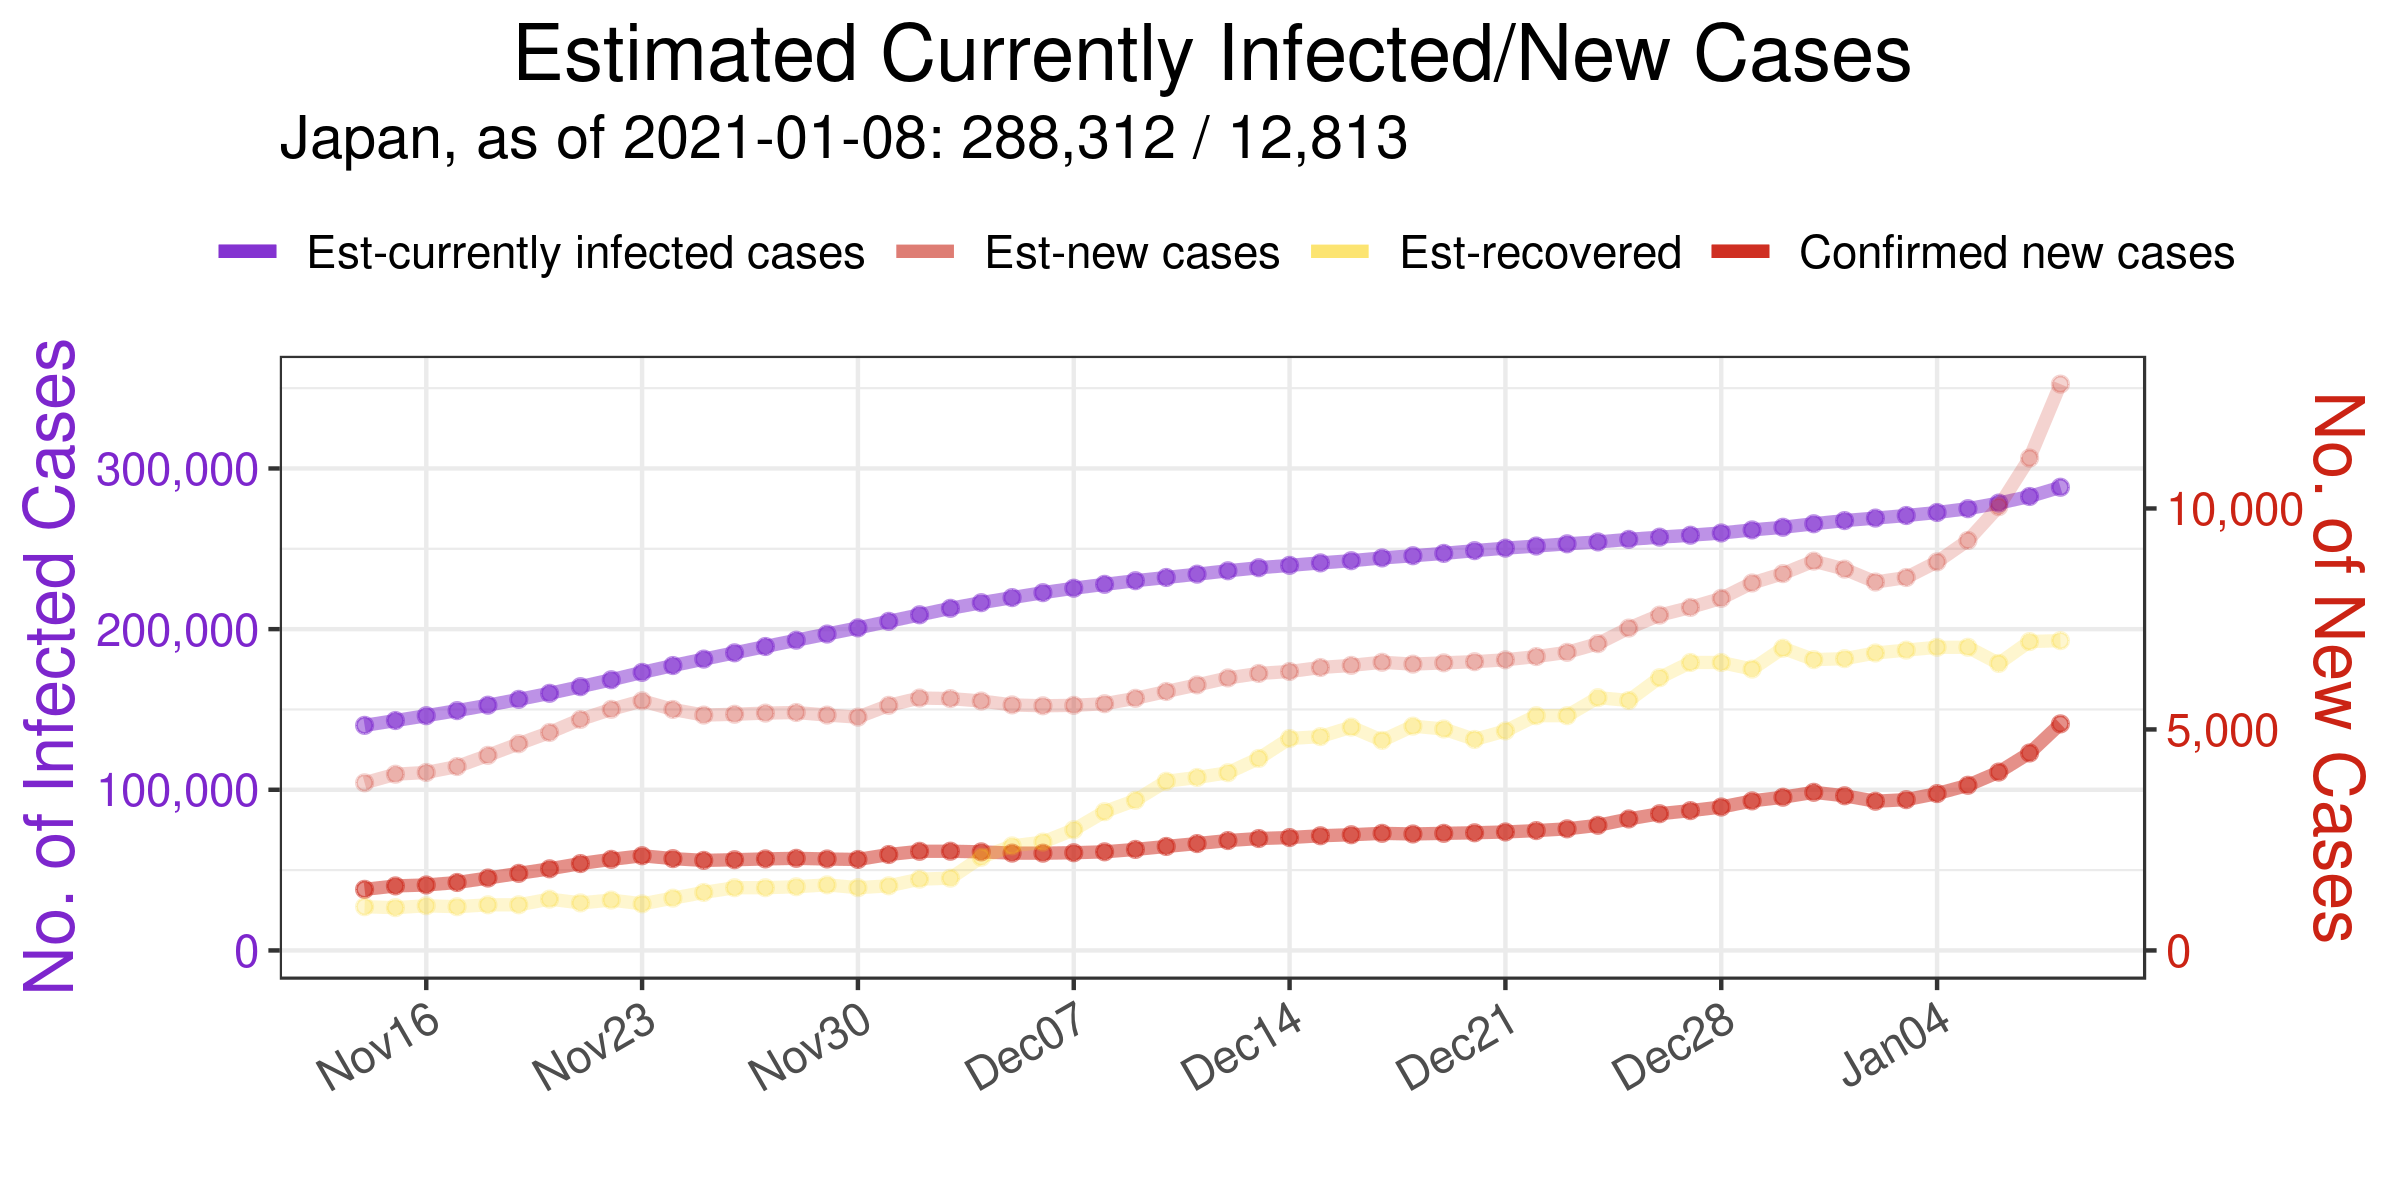 Estimated Currently Infected/New Cases
Japan, as of 2021-01-08: 288,312 / 12,813
Est-currently infected cases Est-new cases Est-recovered Confirmed new cases
No. of Infected Cases
300,000
200,000
100,000
0
10,000
5,000
0
No. of New Cases
Nov16 Nov23 Nov30 Dec07 Dec14 Dec21 Dec28 Jan04